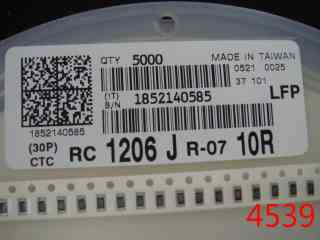 QTY 5000
MADE IN TAIWAN
0521 0025
37 101
(1T)
B/N 1852140585
LFP
1852140585
(30P)
CTC
RC 1206 J R-07 10R
4539